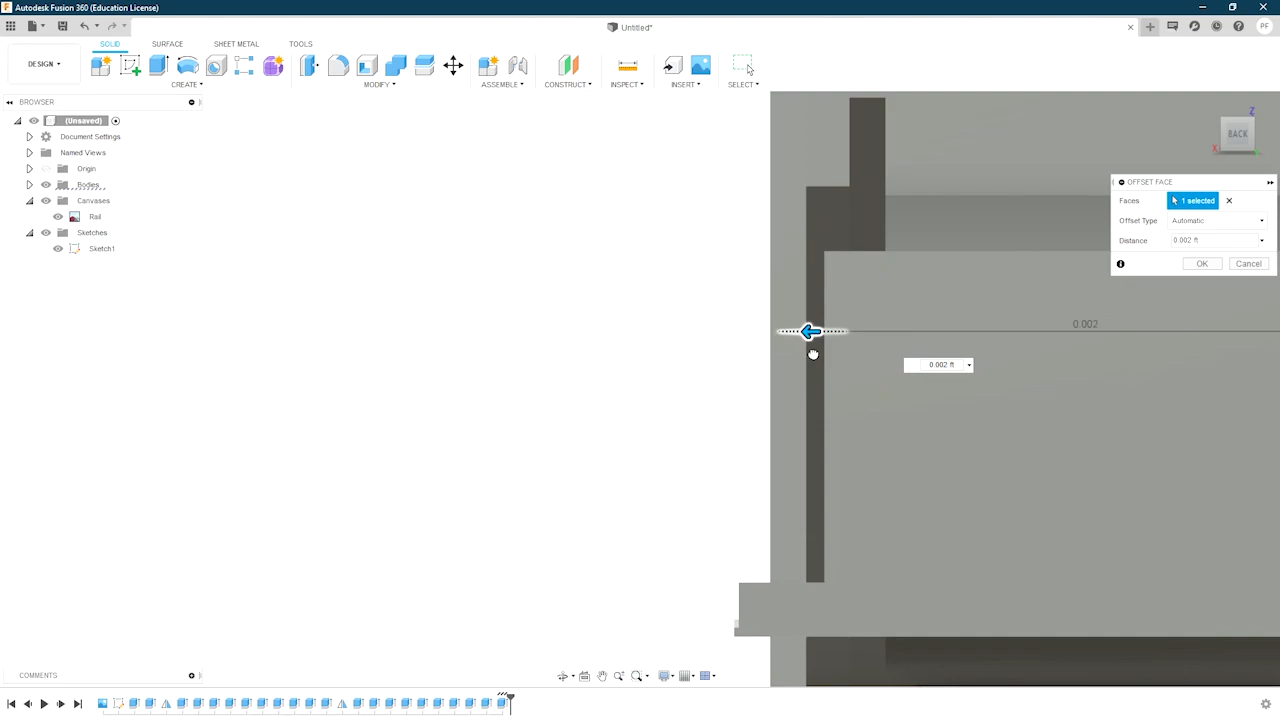 Autodesk Fusion 360 (Education License)
Untitled*
PF
SOLID
SURFACE
SHEET METAL
TOOLS
DESIGN
CREATE
MODIFY
ASSEMBLE
CONSTRUCT
INSPECT
INSERT
SELECT
BROWSER
(Unsaved)
Document Settings
Named Views
Origin
Bodies
Canvases
Rail
Sketches
Sketch1
Z
BACK
X
OFFSET FACE
Faces
1 selected
Offset Type
Automatic
Distance
0.002 ft
OK
Cancel
0.002
0.002 ft
COMMENTS